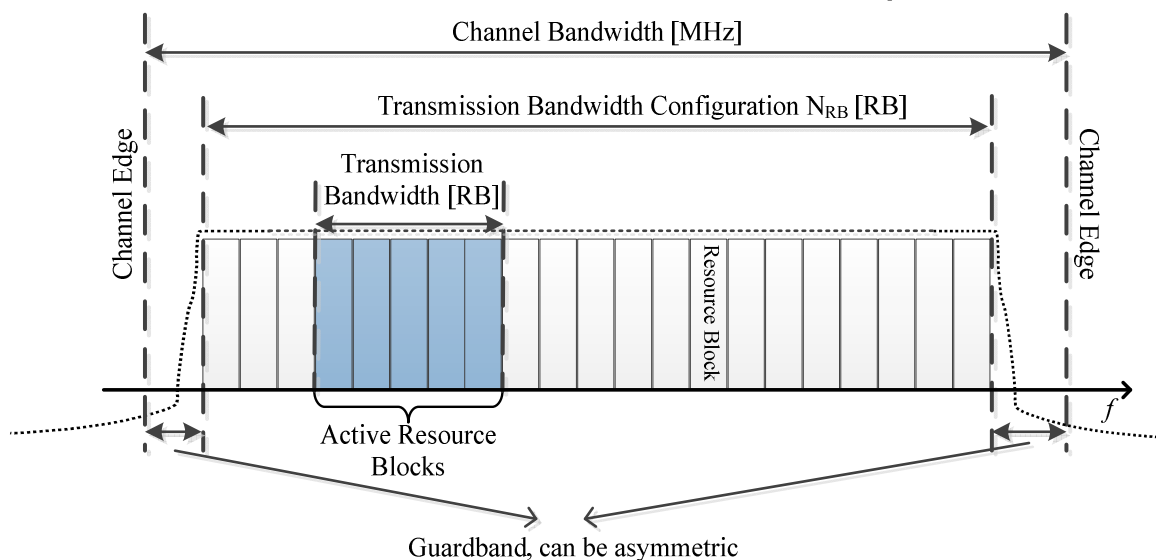 Channel Bandwidth [MHz]
Transmission Bandwidth Configuration N_RB [RB]
Channel Edge
Transmission
Bandwidth [RB]
Channel Edge
Resource Block
f
Active Resource
Blocks
Guardband, can be asymmetric